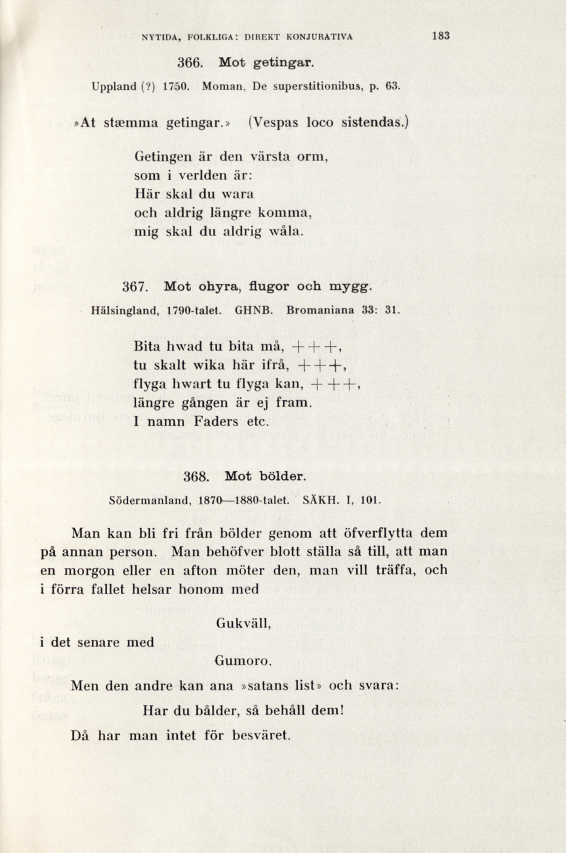 NYTIDA, FOLKLIGA: DIREKT KONJURATIVA 183
366. Mot getingar.
Uppland (?) 1750. Moman, De superstitionibus, p. 63.
»At stæmma getingar.» (Vespas loco sistendas.)
Getingen är den värsta orm,
som i verlden är:
Här skal du wara
och aldrig längre komma,
mig skal du aldrig wåla.
367. Mot ohyra, flugor och mygg.
Hälsingland, 1790-talet. GHNB. Bromaniana 33: 31.
Bita hwad tu bita må, +++,
tu skalt wika här ifrå, +++,
flyga hwart tu flyga kan, +++,
längre gången är ej fram.
I namn Faders etc.
368. Mot bölder.
Södermanland, 1870—1880-talet. SÄKH. I, 101.
Man kan bli fri från bölder genom att öfverflytta dem
på annan person. Man behöfver blott ställa så till, att man
en morgon eller en afton möter den, man vill träffa, och
i förra fallet helsar honom med
Gukväll,
i det senare med
Gumoro.
Men den andre kan ana »satans list» och svara:
Har du bålder, så behåll dem!
Då har man intet för besväret.